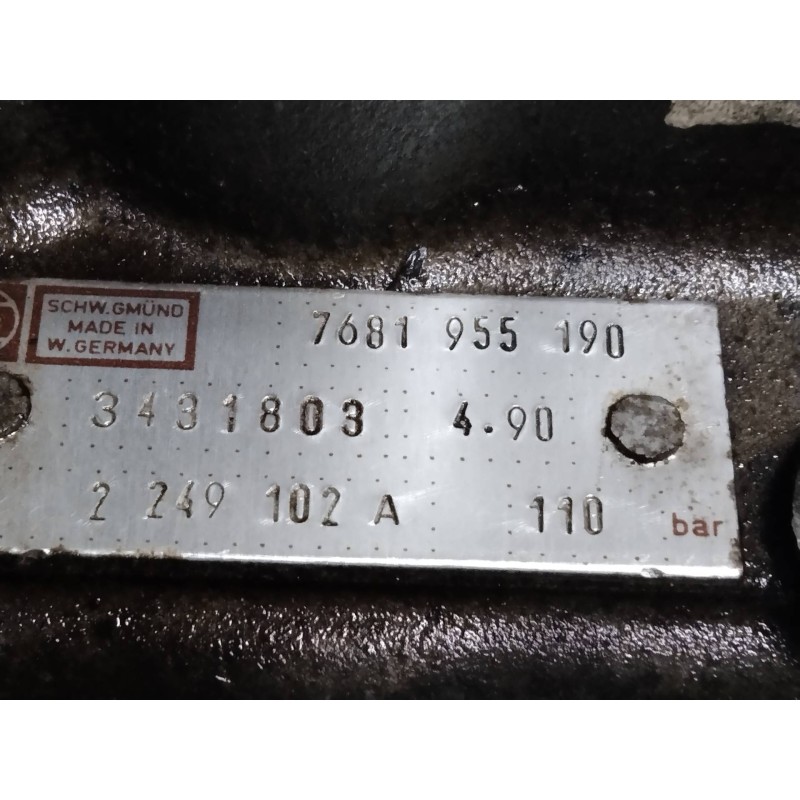 SCHW.GMÜND
MADE IN
W. GERMANY
7681 955 190
3431803 4.90
2 249 102 A 110 bar